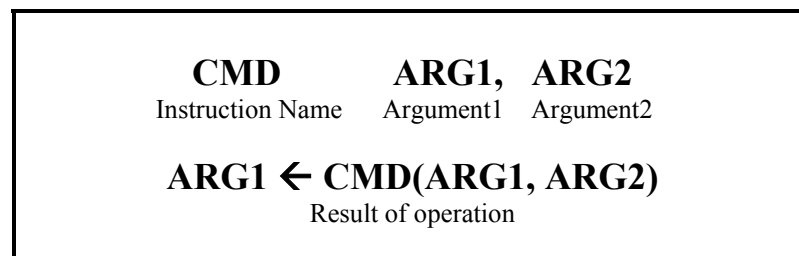 CMD ARG1, ARG2
Instruction Name Argument1 Argument2
ARG1 ← CMD(ARG1, ARG2)
Result of operation